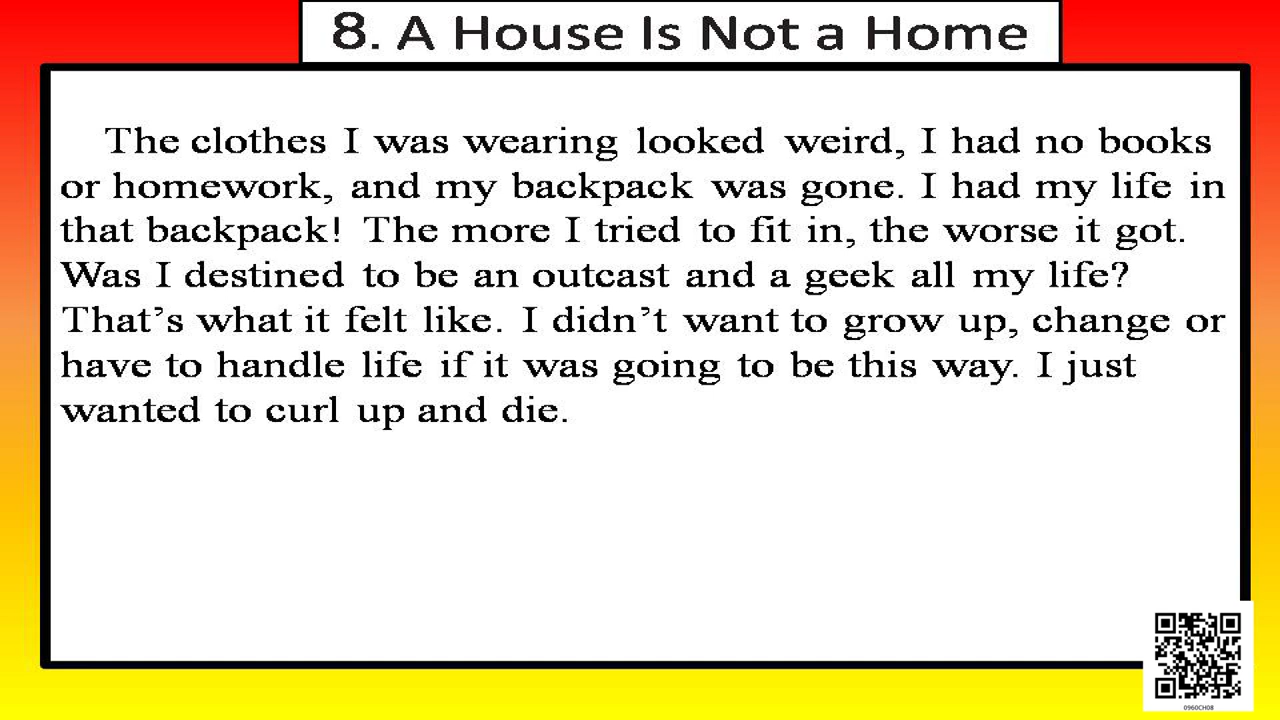 8. A House Is Not a Home
The clothes I was wearing looked weird, I had no books
or homework, and my backpack was gone. I had my life in
that backpack! The more I tried to fit in, the worse it got.
Was I destined to be an outcast and a geek all my life?
That’s what it felt like. I didn’t want to grow up, change or
have to handle life if it was going to be this way. I just
wanted to curl up and die.
0960CH08